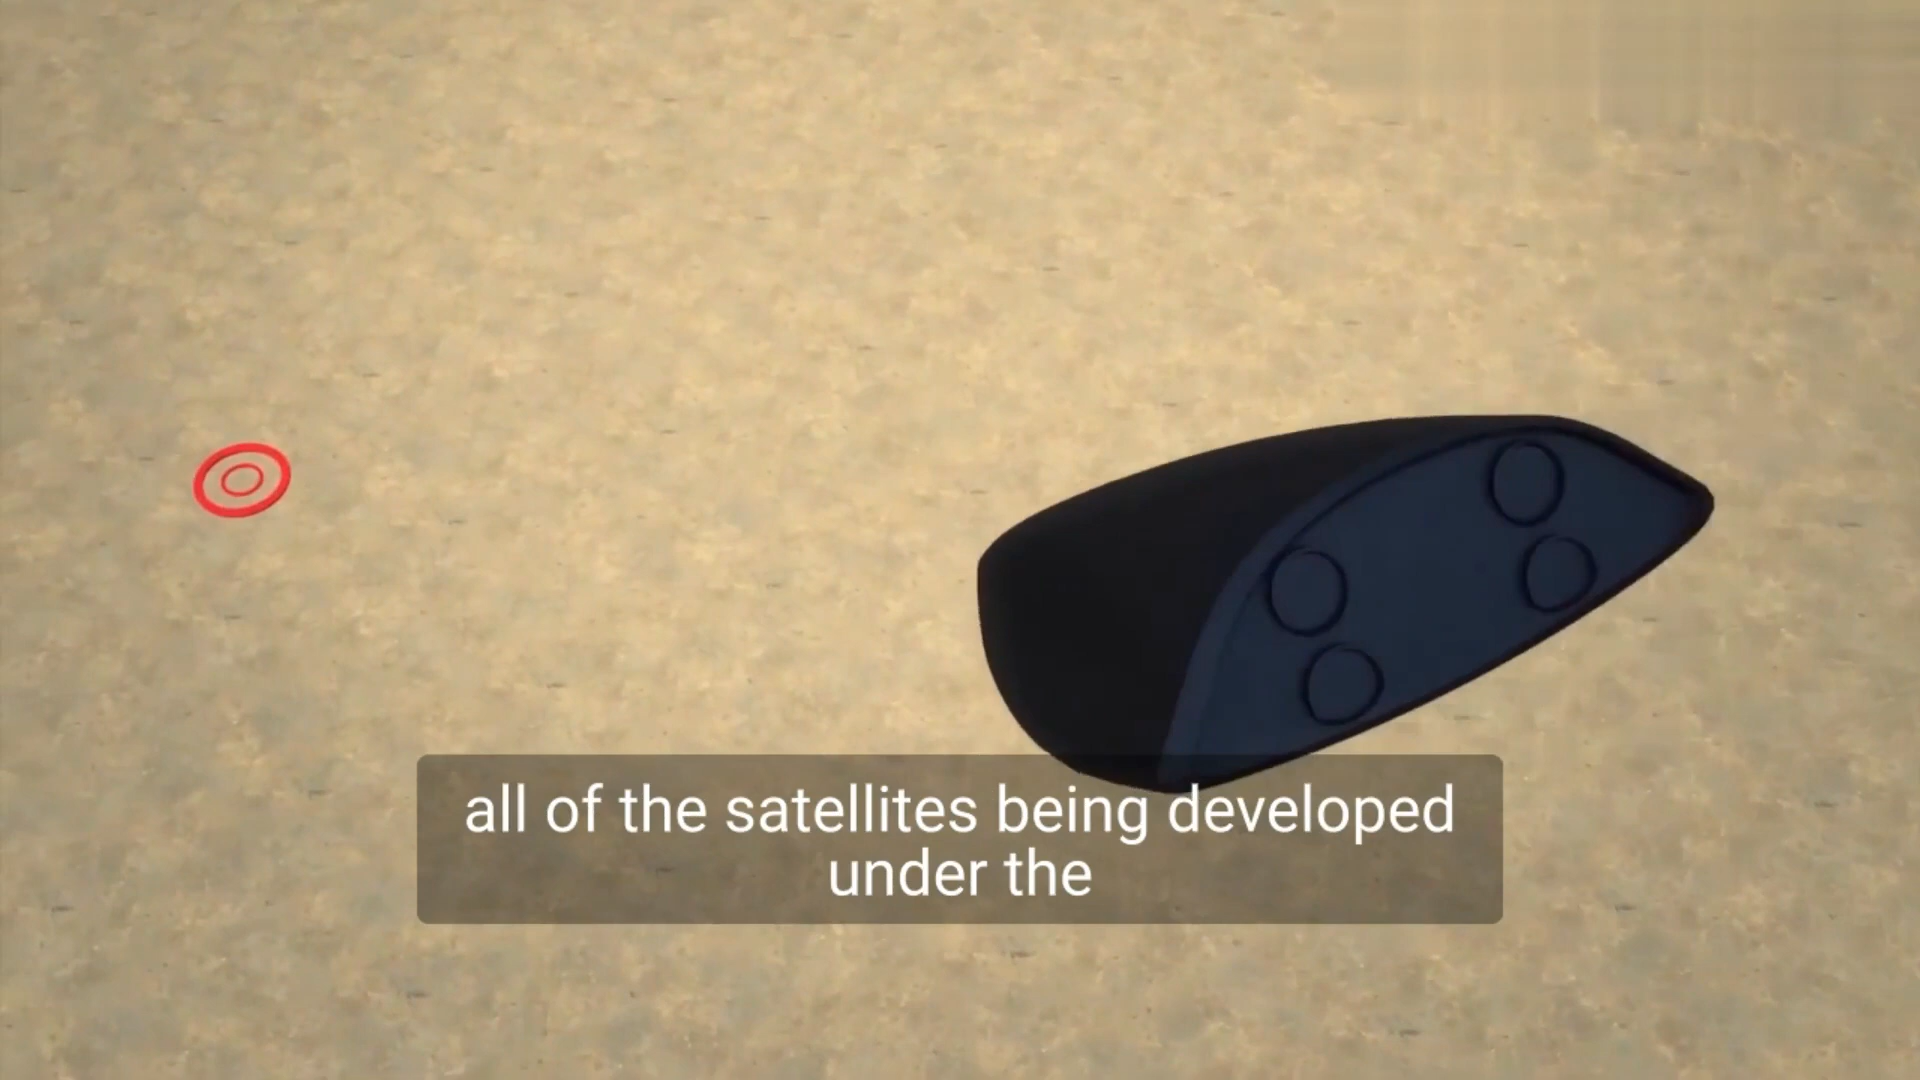 all of the satellites being developed
under the